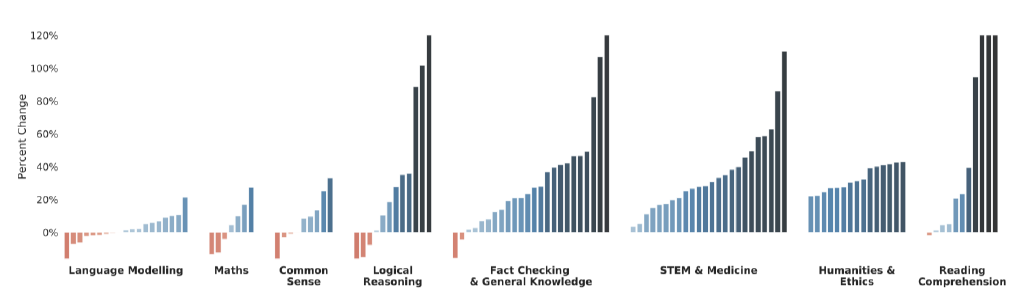 120%
100%
80%
60%
40%
20%
0%
Percent Change
Language Modelling
Maths
Common
Sense
Logical
Reasoning
Fact Checking
& General Knowledge
STEM & Medicine
Humanities &
Ethics
Reading
Comprehension